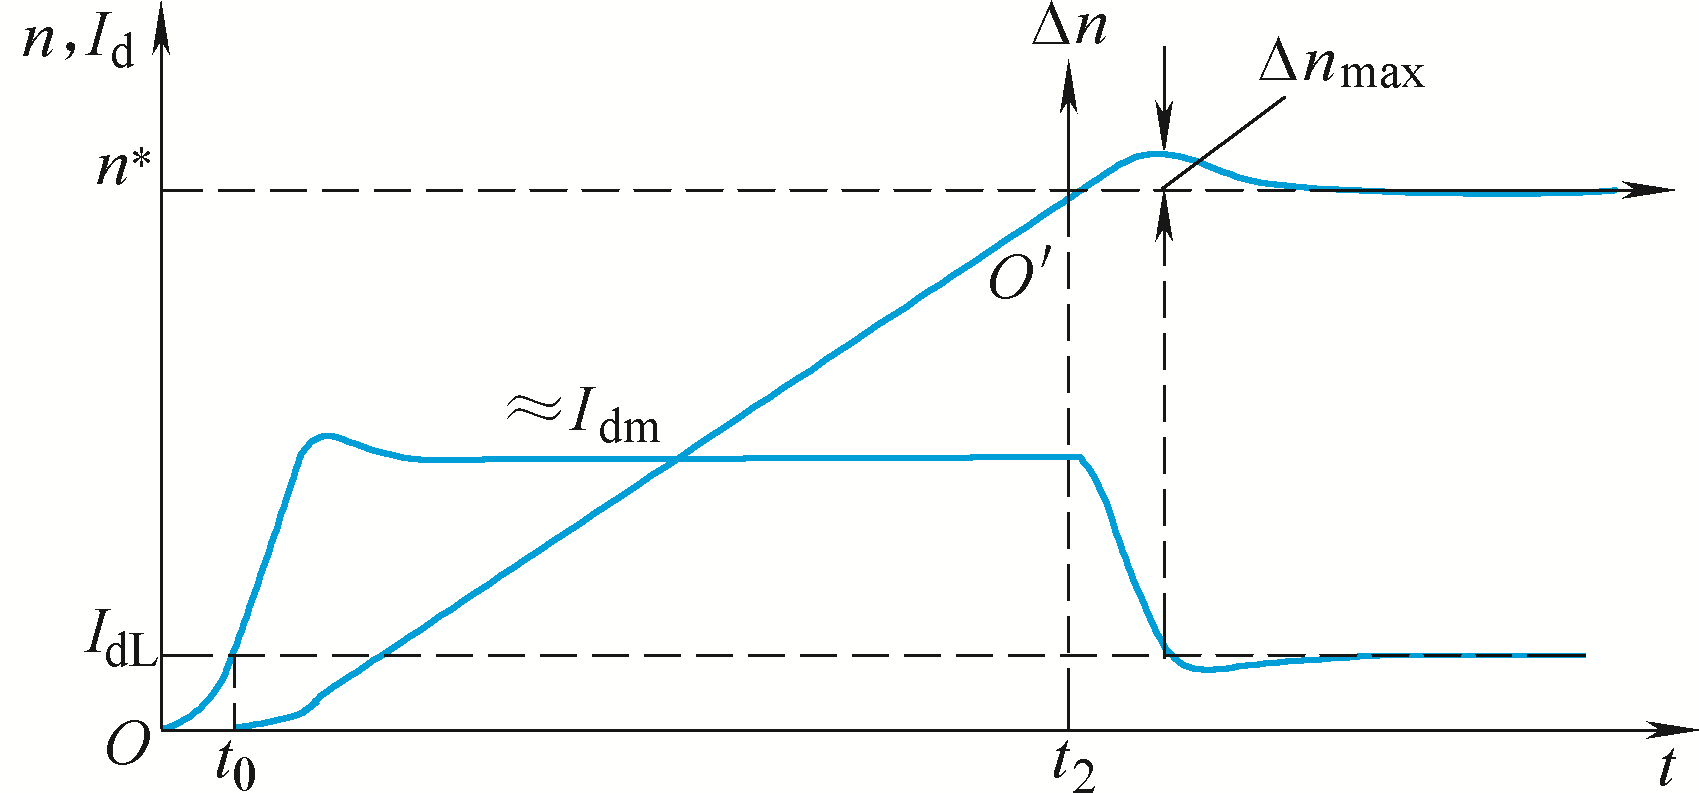 n, I_d
Δn
Δn_max
n*
O′
≈I_dm
I_dL
O
t_0
t_2
t